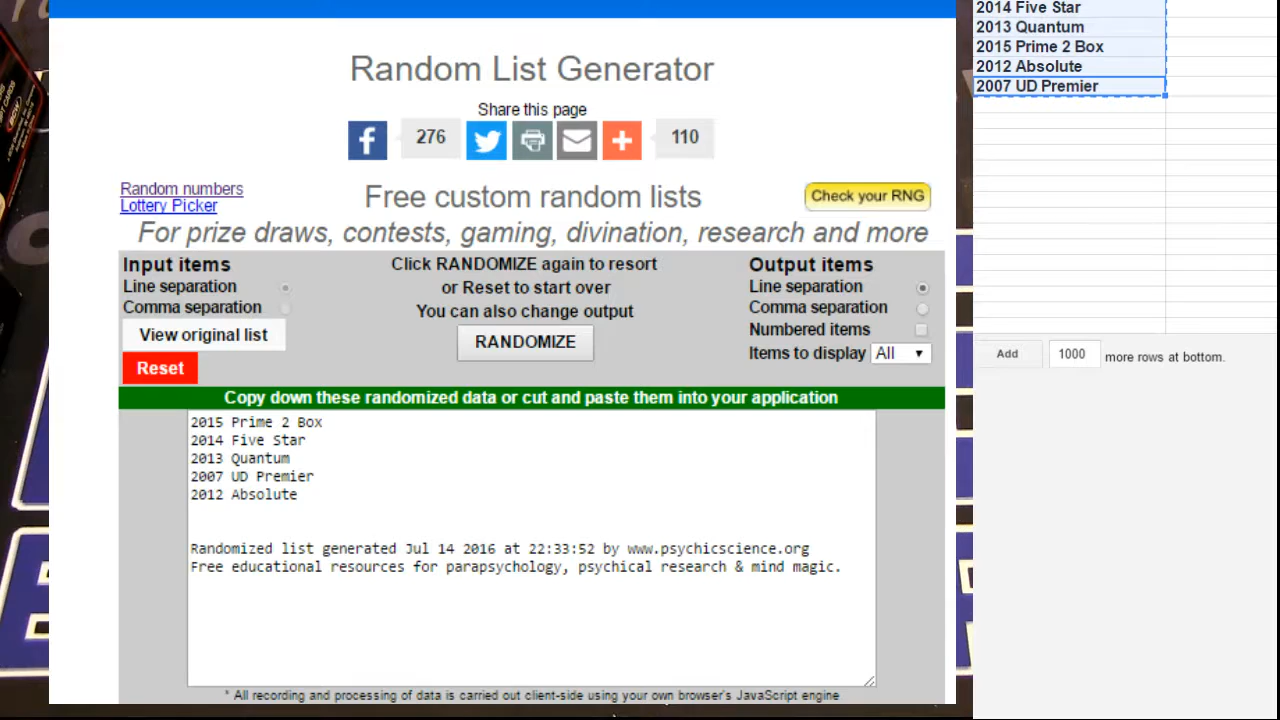 Random List Generator
Share this page
276
110
Random numbers
Lottery Picker
Free custom random lists
Check your RNG
For prize draws, contests, gaming, divination, research and more
Input items
Line separation
Comma separation
View original list
Reset
Click RANDOMIZE again to resort
or Reset to start over
You can also change output
RANDOMIZE
Output items
Line separation
Comma separation
Numbered items
Items to display All
Copy down these randomized data or cut and paste them into your application
2015 Prime 2 Box
2014 Five Star
2013 Quantum
2007 UD Premier
2012 Absolute
Randomized list generated Jul 14 2016 at 22:33:52 by www.psychicscience.org
Free educational resources for parapsychology, psychical research & mind magic.
* All recording and processing of data is carried out client-side using your own browser's JavaScript engine
2014 Five Star
2013 Quantum
2015 Prime 2 Box
2012 Absolute
2007 UD Premier
Add 1000 more rows at bottom.